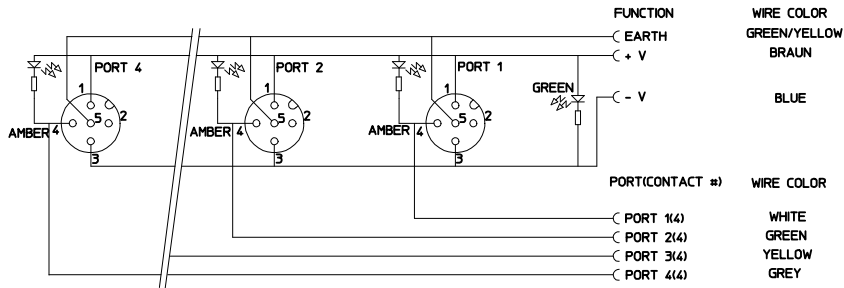 FUNCTION WIRE COLOR
EARTH GREEN/YELLOW
+ V BRAUN
PORT 4 PORT 2 PORT 1
GREEN
- V BLUE
1 1 1
AMBER 4 5 2 AMBER 4 5 2 AMBER 4 5 2
3 3 3
PORT(CONTACT #) WIRE COLOR
PORT 1(4) WHITE
PORT 2(4) GREEN
PORT 3(4) YELLOW
PORT 4(4) GREY